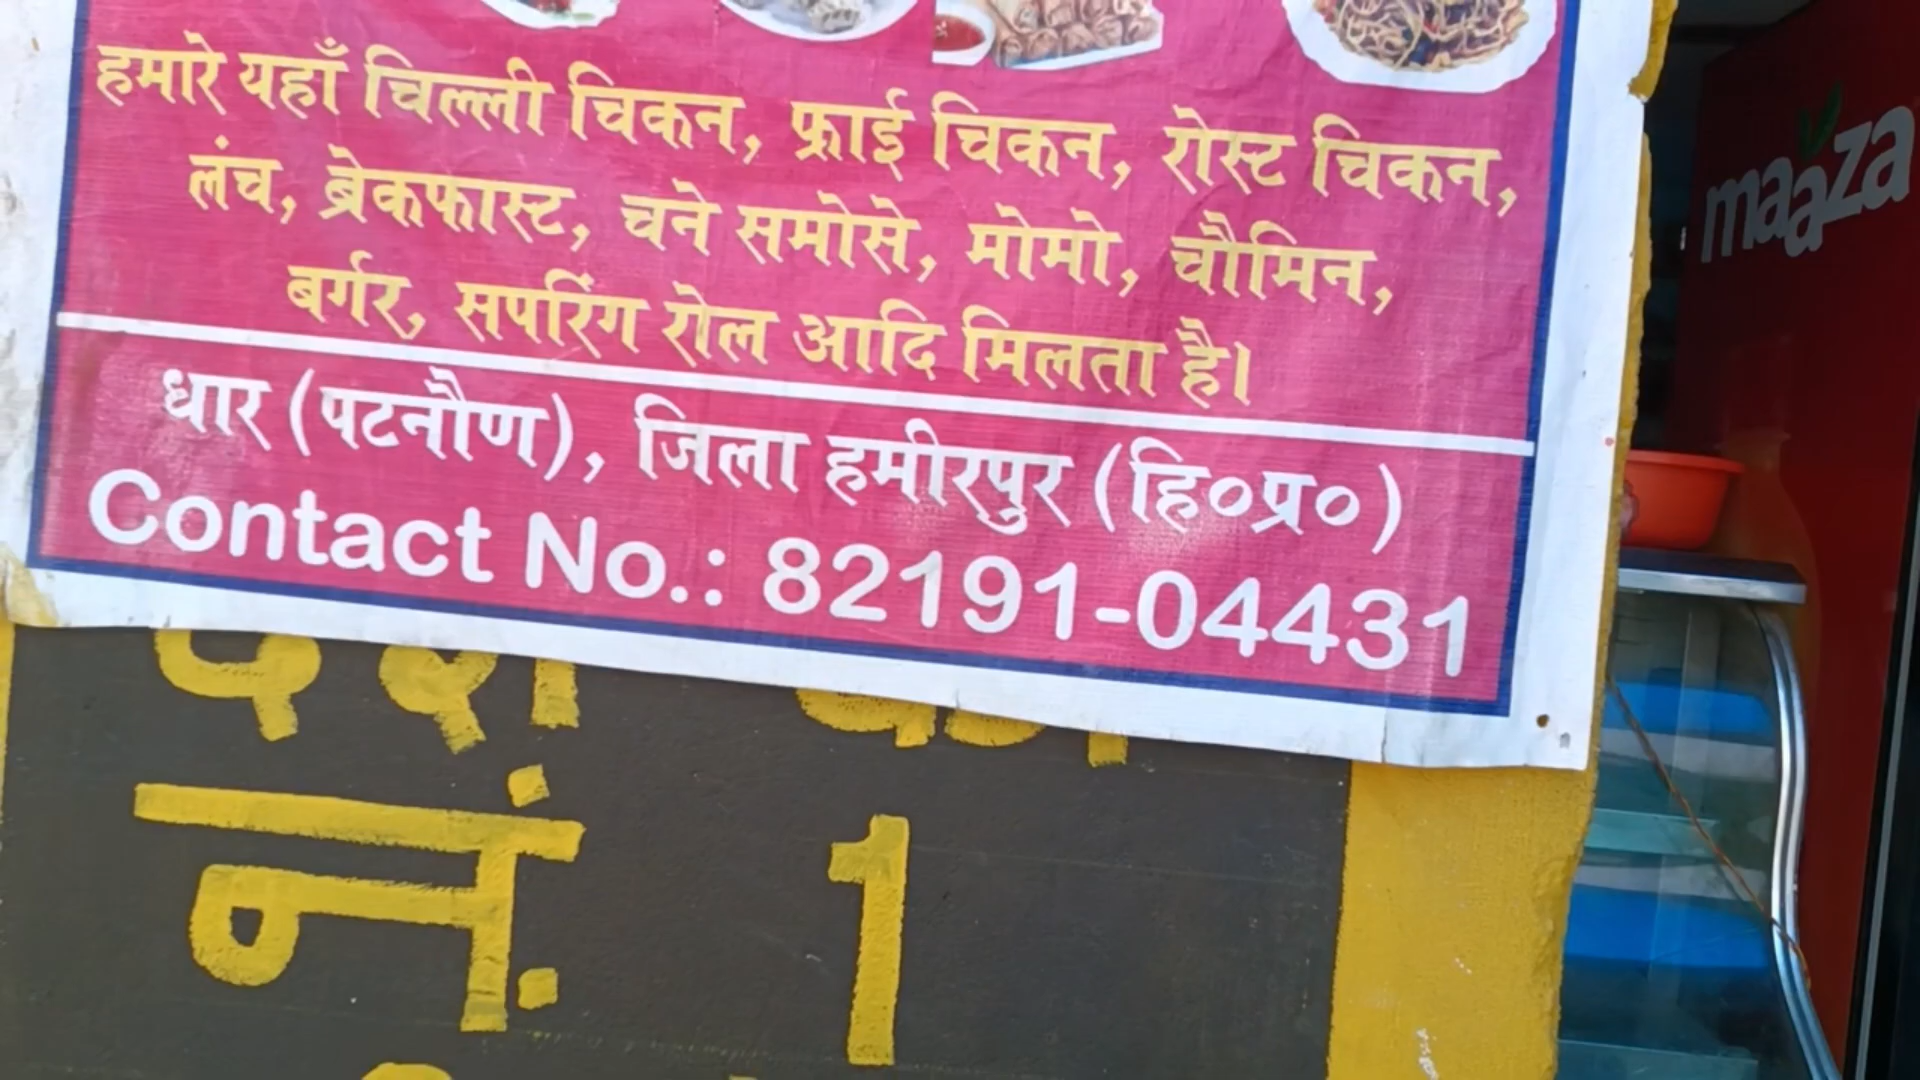 हमारे यहाँ चिल्ली चिकन, फ्राई चिकन, रोस्ट चिकन,
लंच, ब्रेकफास्ट, चने समोसे, मोमो, चौमिन,
बर्गर, सपरिंग रोल आदि मिलता है।
धार (पटनौण), जिला हमीरपुर (हि०प्र०)
Contact No.: 82191-04431
maaza
नं. 1